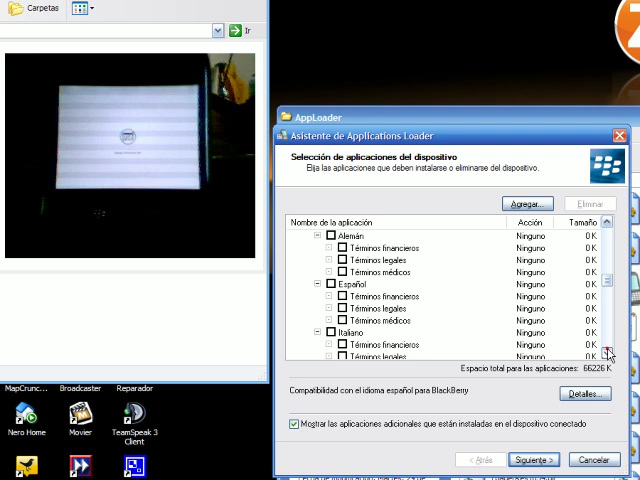 Carpetas
Ir
AppLoader
Asistente de Applications Loader
Selección de aplicaciones del dispositivo
Elija las aplicaciones que deben instalarse o eliminarse del dispositivo.
Agregar... Eliminar
Nombre de la aplicación Acción Tamaño
Alemán Ninguno 0 K
Términos financieros Ninguno 0 K
Términos legales Ninguno 0 K
Términos médicos Ninguno 0 K
Español Ninguno 0 K
Términos financieros Ninguno 0 K
Términos legales Ninguno 0 K
Términos médicos Ninguno 0 K
Italiano Ninguno 0 K
Términos financieros Ninguno 0 K
Términos legales Ninguno 0 K
Espacio total para las aplicaciones: 66226 K
Compatibilidad con el idioma español para BlackBerry
Detalles...
Mostrar las aplicaciones adicionales que están instaladas en el dispositivo conectado
< Atrás Siguiente > Cancelar
MapCrunc... Broadcaster Reparador
Nero Home Movier TeamSpeak 3
Client